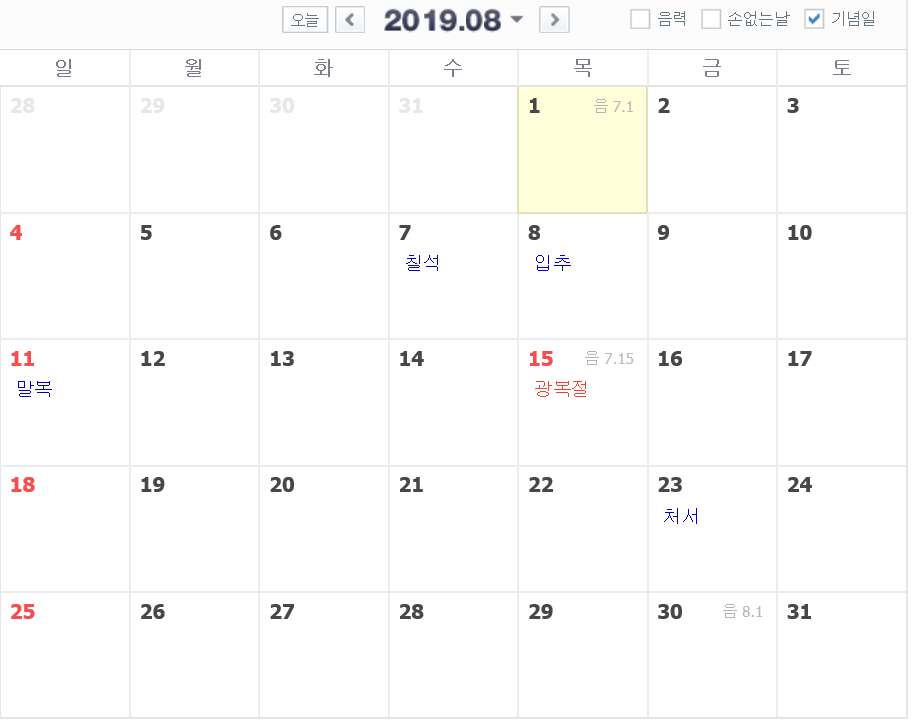 오늘 2019.08 음력 손없는날 기념일
일 월 화 수 목 금 토
28 29 30 31 1 음 7.1 2 3
4 5 6 7 8 9 10
칠석 입추
11 12 13 14 15 음 7.15 16 17
말복 광복절
18 19 20 21 22 23 24
처서
25 26 27 28 29 30 음 8.1 31